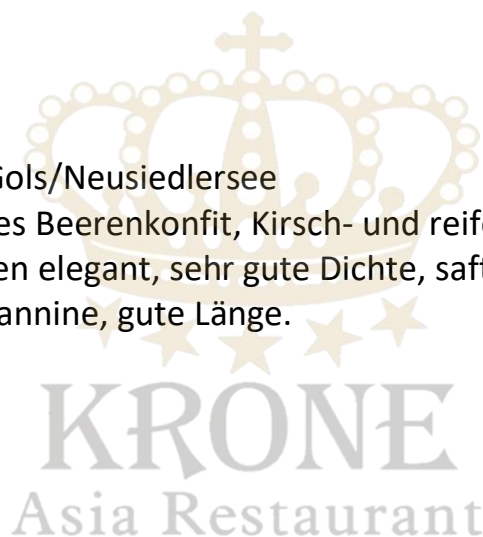 Gols/Neusiedlersee
es Beerenkonfit, Kirsch- und reif
en elegant, sehr gute Dichte, saft
annine, gute Länge.
KRONE
Asia Restaurant